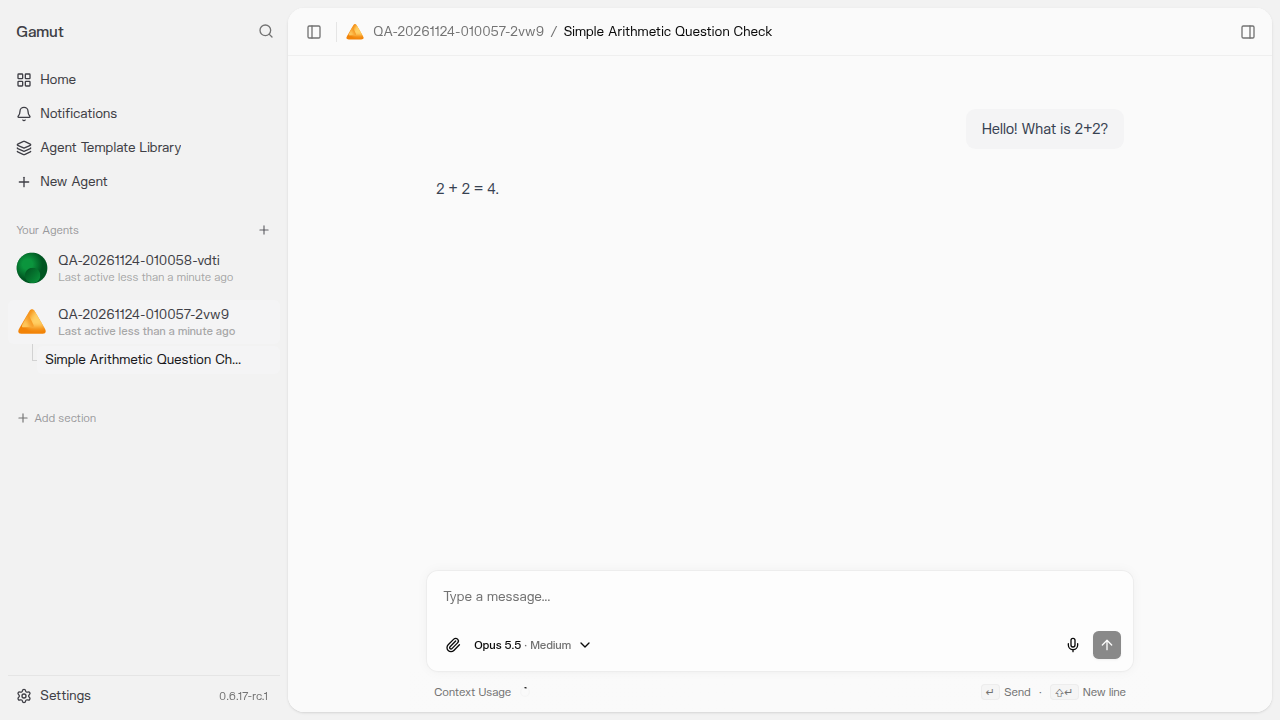 Gamut
Home
Notifications
Agent Template Library
New Agent
Your Agents
QA-20261124-010058-vdti
Last active less than a minute ago
QA-20261124-010057-2vw9
Last active less than a minute ago
Simple Arithmetic Question Ch...
Add section
Settings
0.6.17-rc.1
QA-20261124-010057-2vw9 / Simple Arithmetic Question Check
Hello! What is 2+2?
2 + 2 = 4.
Type a message...
Opus 5.5 · Medium
Context Usage
Send · New line